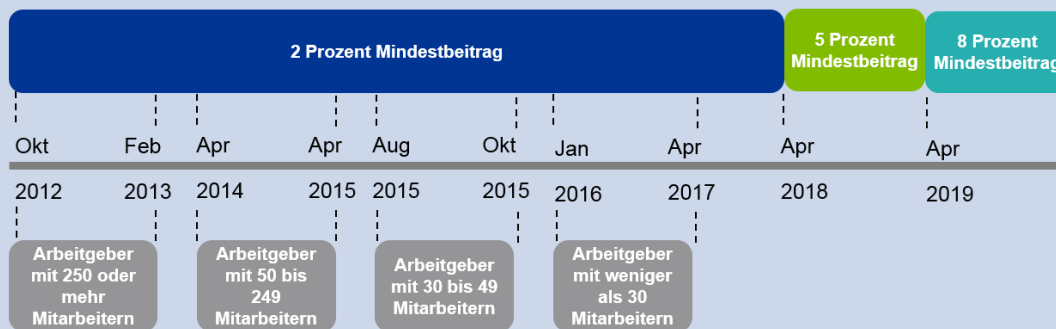 2 Prozent Mindestbeitrag
5 Prozent
Mindestbeitrag
8 Prozent
Mindestbeitrag
Okt Feb Apr Apr Aug Okt Jan Apr Apr Apr
2012 2013 2014 2015 2015 2015 2016 2017 2018 2019
Arbeitgeber
mit 250 oder
mehr
Mitarbeitern
Arbeitgeber
mit 50 bis
249
Mitarbeitern
Arbeitgeber
mit 30 bis 49
Mitarbeitern
Arbeitgeber
mit weniger
als 30
Mitarbeitern